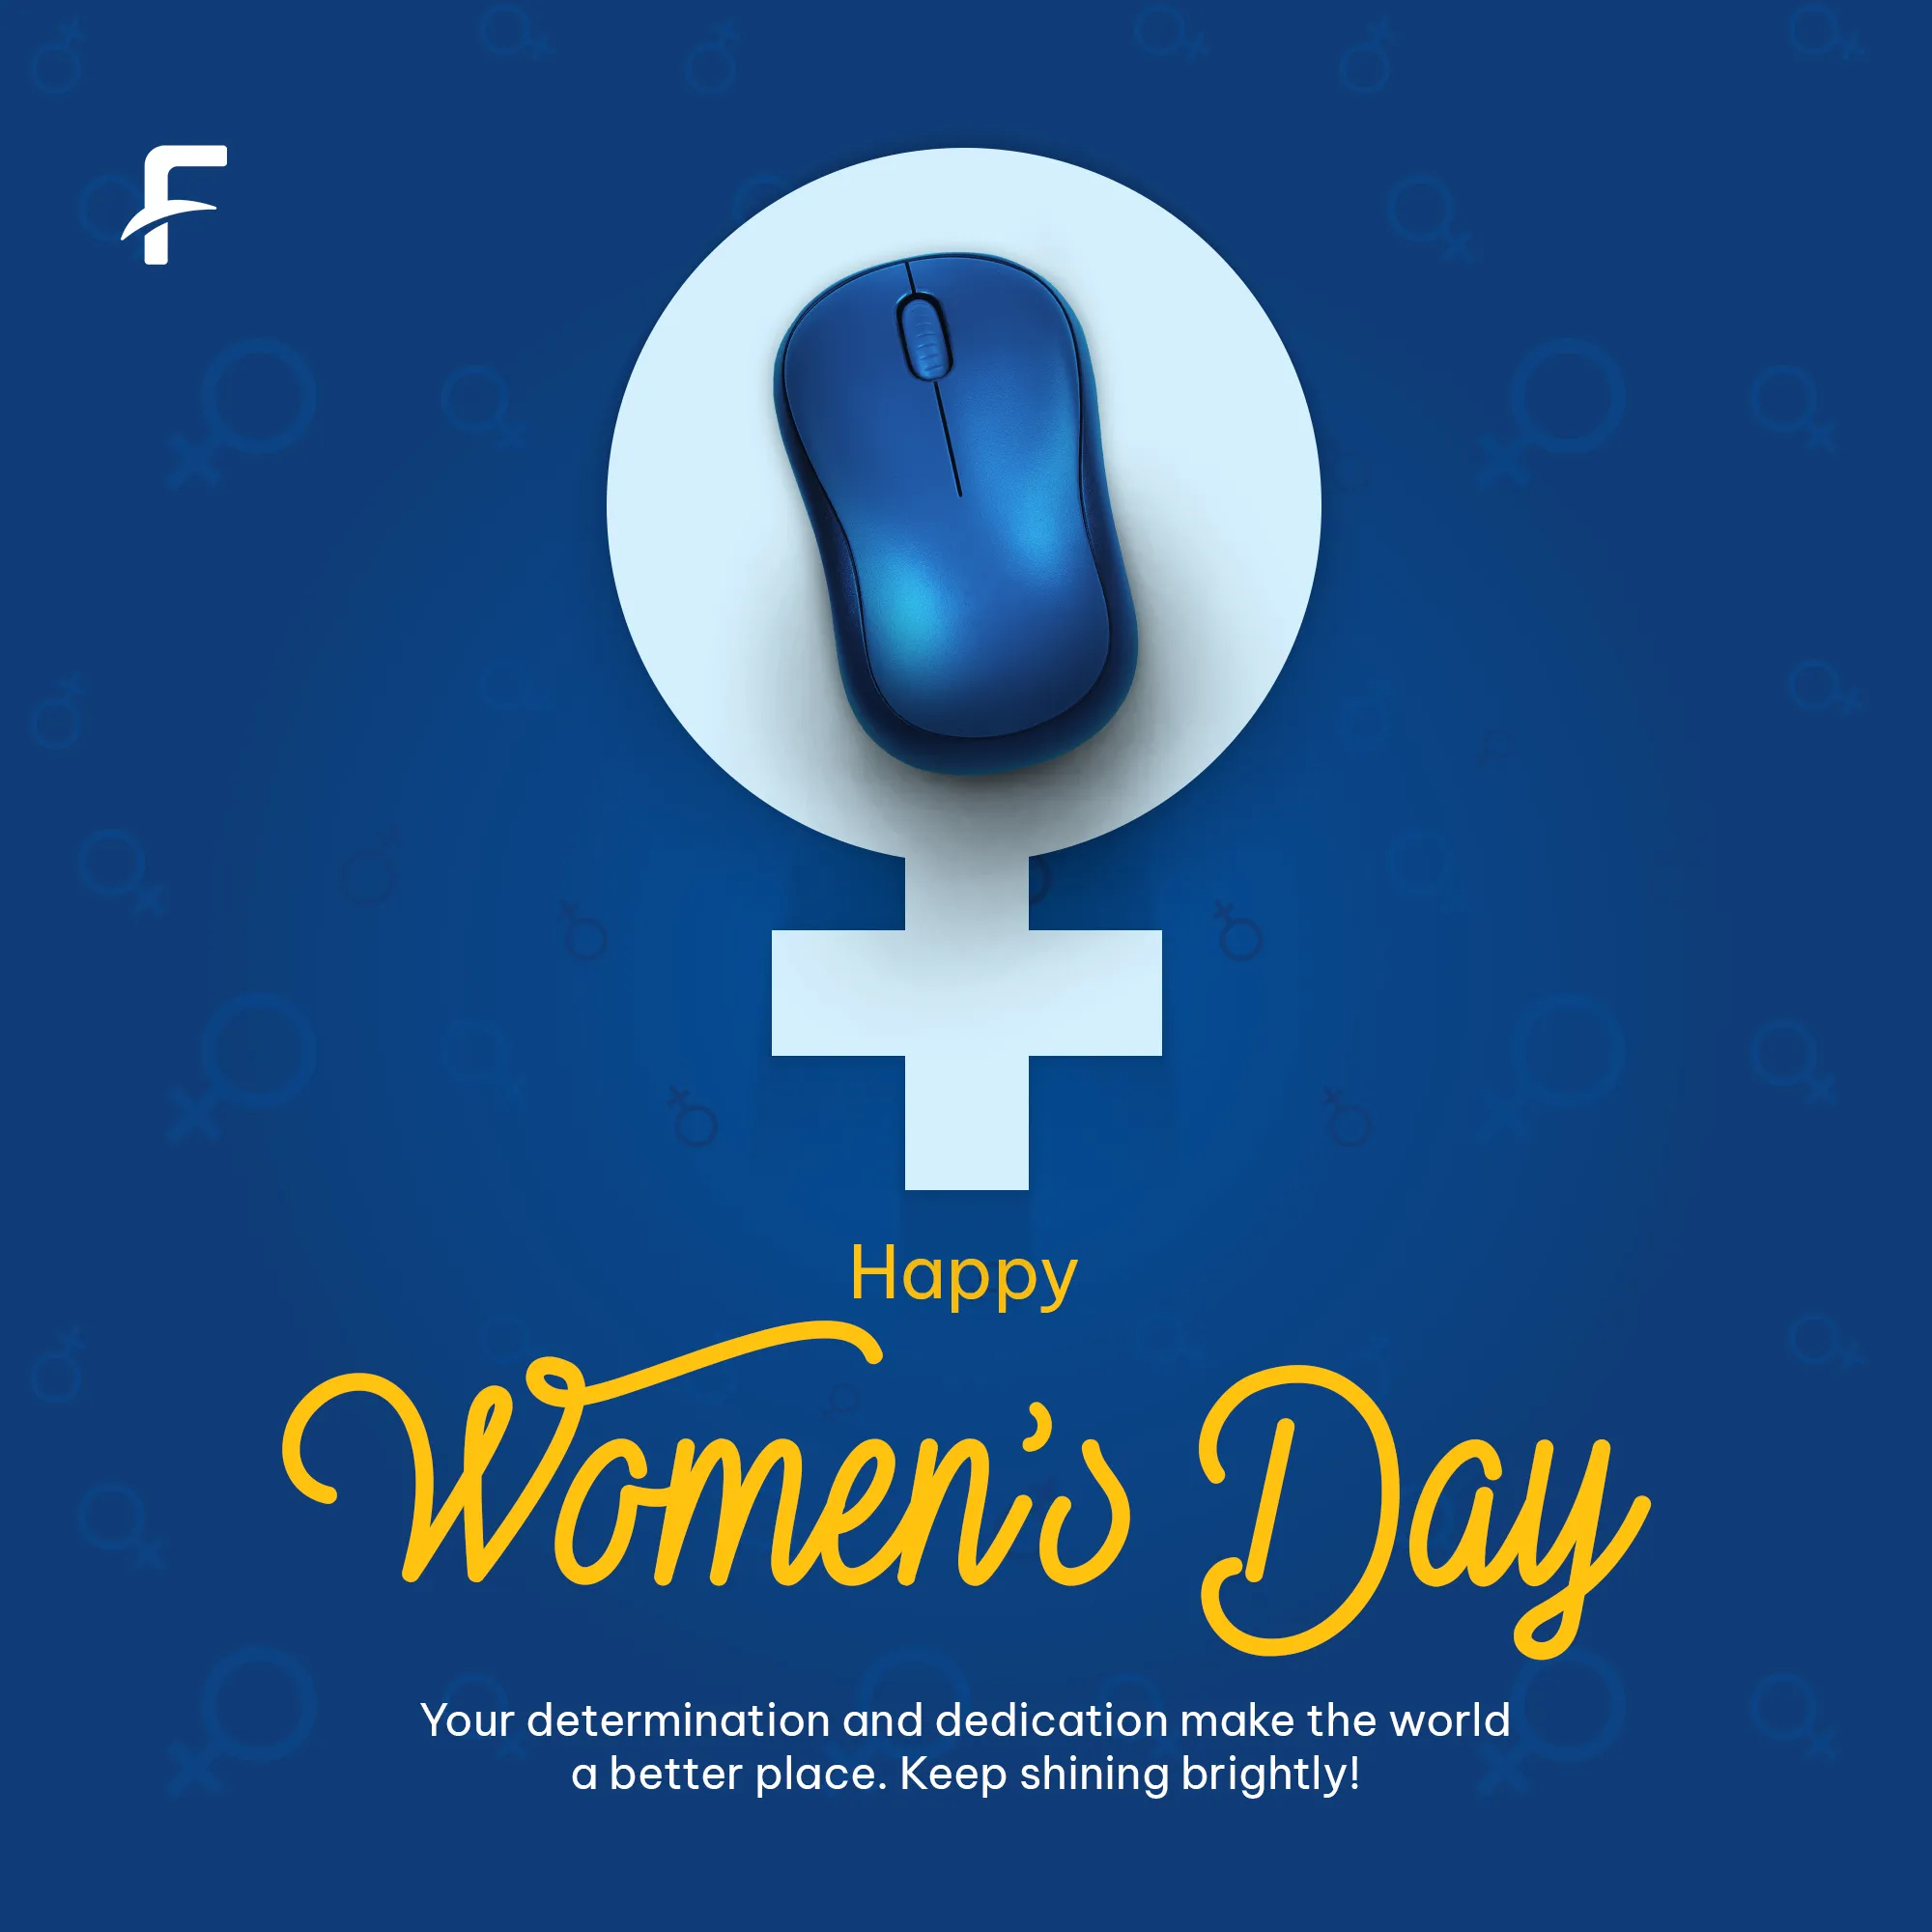 F
Happy
Women's Day
Your determination and dedication make the world
a better place. Keep shining brightly!